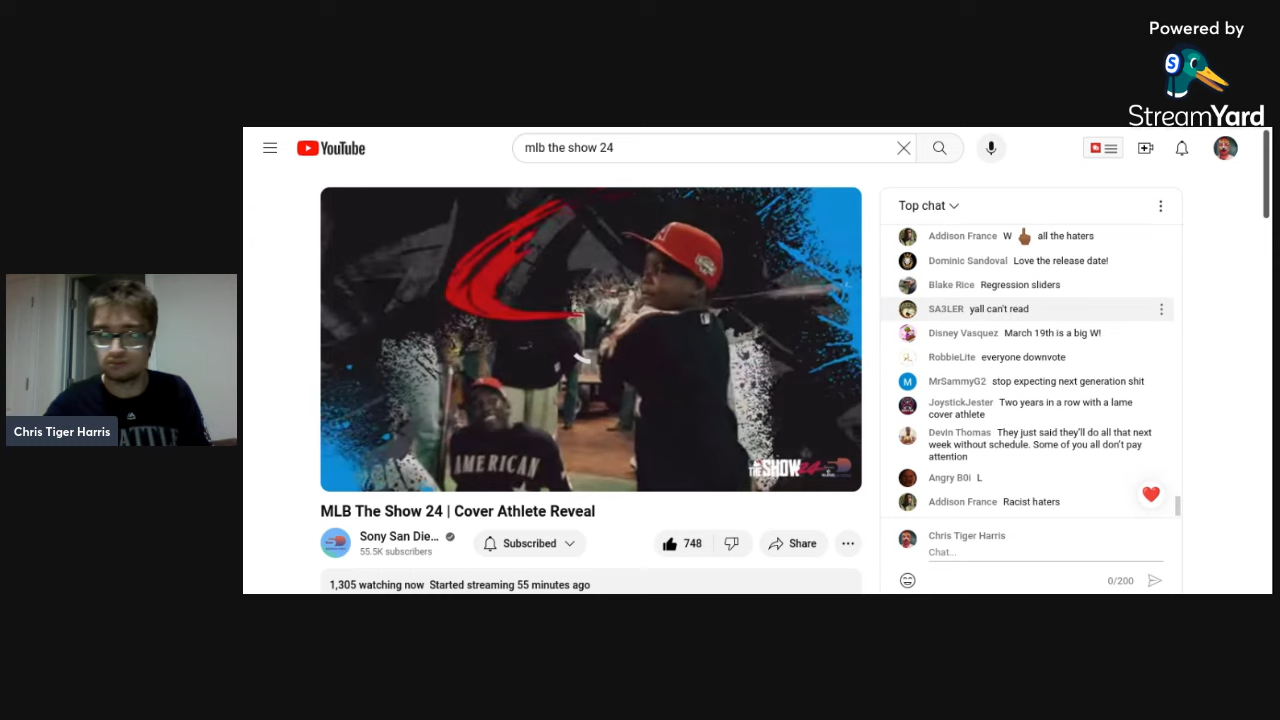 Powered by
S
StreamYard
YouTube
mlb the show 24
Top chat
Addison France W all the haters
Dominic Sandoval Love the release date!
Blake Rice Regression sliders
SA3LER yall can't read
Disney Vasquez March 19th is a big W!
RobbieLite everyone downvote
M MrSammyG2 stop expecting next generation shit
JoystickJester Two years in a row with a lame
cover athlete
Devin Thomas They just said they'll do all that next
week without schedule. Some of you all don't pay
attention
Angry B0i L
Addison France Racist haters
Chris Tiger Harris
Chat...
0/200
AMERICAN
THE SHOW 24
MLB The Show 24 | Cover Athlete Reveal
Sony San Die...
55.5K subscribers
Subscribed
748
Share
1,305 watching now Started streaming 55 minutes ago
Chris Tiger Harris